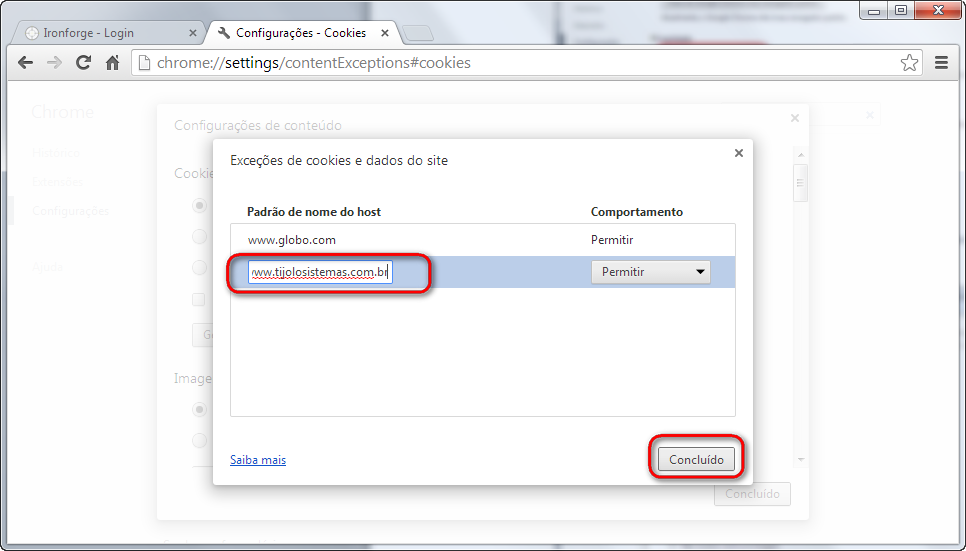 Ironforge - Login
Configurações - Cookies
chrome://settings/contentExceptions#cookies
Chrome
Configurações de conteúdo
Histórico
Exceções de cookies e dados do site
Extensões
Cookie
Padrão de nome do host Comportamento
Configurações
www.globo.com Permitir
Ajuda
www.tijolosistemas.com.br Permitir
Ge
Image
Saiba mais
Concluído
Concluído